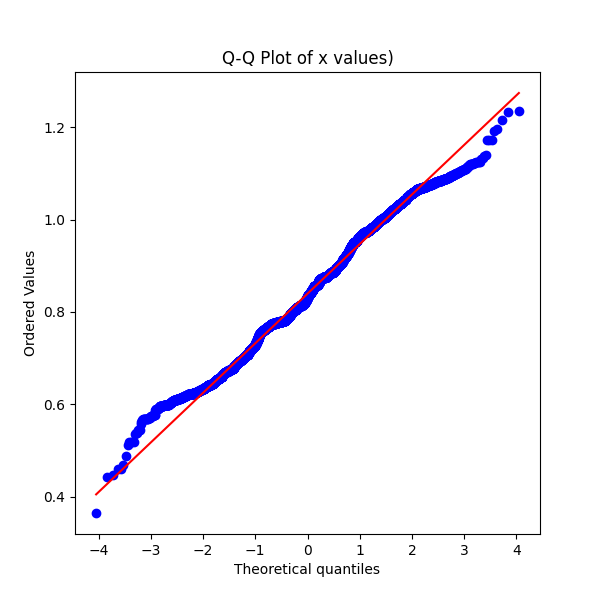 Q-Q Plot of x values)
1.2
1.0
0.8
0.6
0.4
Ordered Values
−4 −3 −2 −1 0 1 2 3 4
Theoretical quantiles